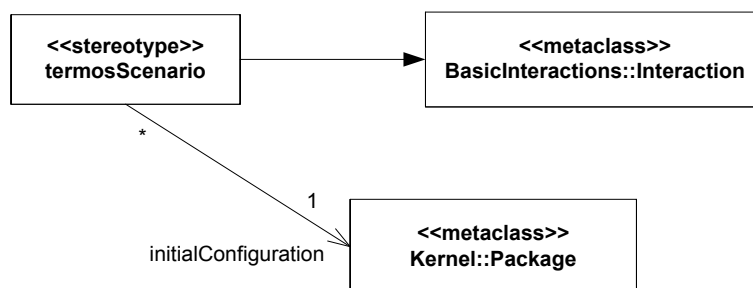 <<stereotype>>
termosScenario
<<metaclass>>
BasicInteractions::Interaction
*
1
initialConfiguration
<<metaclass>>
Kernel::Package